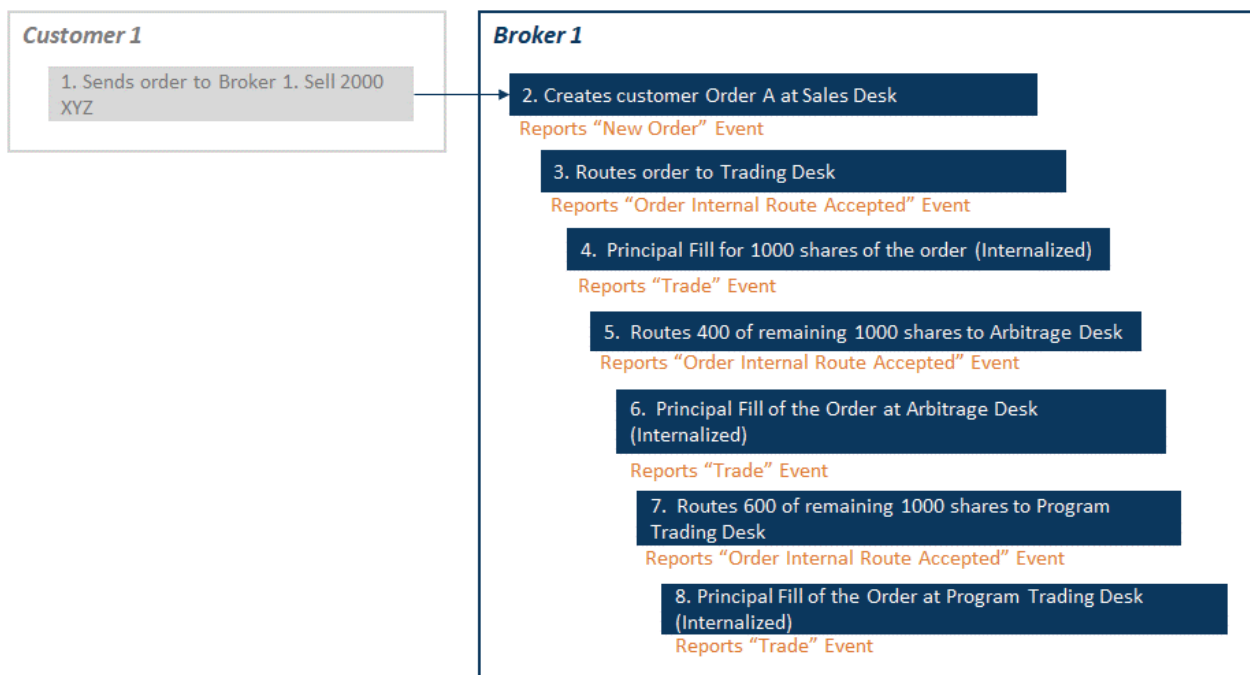 Customer 1
1. Sends order to Broker 1. Sell 2000
XYZ
Broker 1
2. Creates customer Order A at Sales Desk
Reports “New Order” Event
3. Routes order to Trading Desk
Reports “Order Internal Route Accepted” Event
4.  Principal Fill for 1000 shares of the order (Internalized)
Reports “Trade” Event
5.  Routes 400 of remaining 1000 shares to Arbitrage Desk
Reports “Order Internal Route Accepted” Event
6.  Principal Fill of the Order at Arbitrage Desk
(Internalized)
Reports “Trade” Event
7.  Routes 600 of remaining 1000 shares to Program
Trading Desk
Reports “Order Internal Route Accepted” Event
8. Principal Fill of the Order at Program Trading Desk
(Internalized)
Reports “Trade” Event